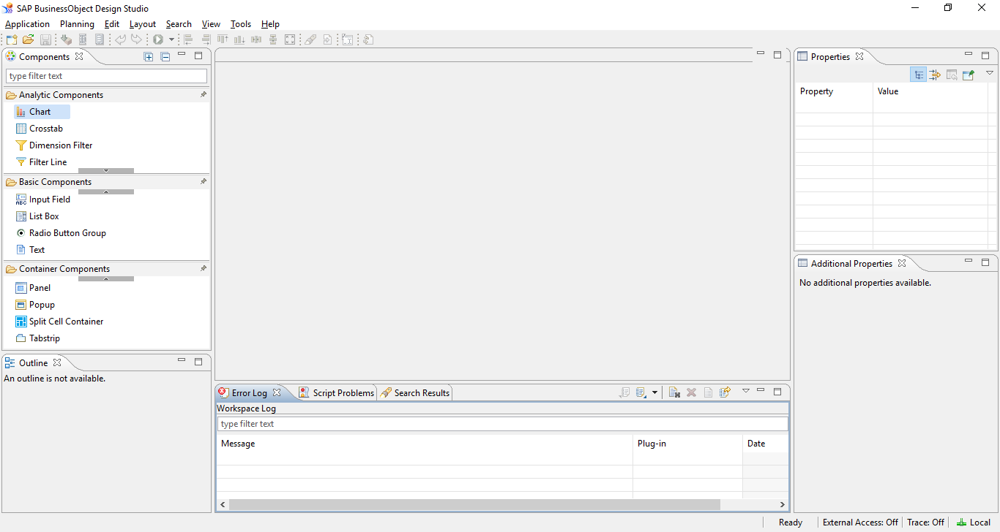 SAP BusinessObject Design Studio
Application Planning Edit Layout Search View Tools Help
Components
type filter text
Analytic Components
Chart
Crosstab
Dimension Filter
Filter Line
Basic Components
Input Field
List Box
Radio Button Group
Text
Container Components
Panel
Popup
Split Cell Container
Tabstrip
Outline
An outline is not available.
Error Log Script Problems Search Results
Workspace Log
type filter text
Message Plug-in Date
Properties
Property Value
Additional Properties
No additional properties available.
Ready External Access: Off Trace: Off Local